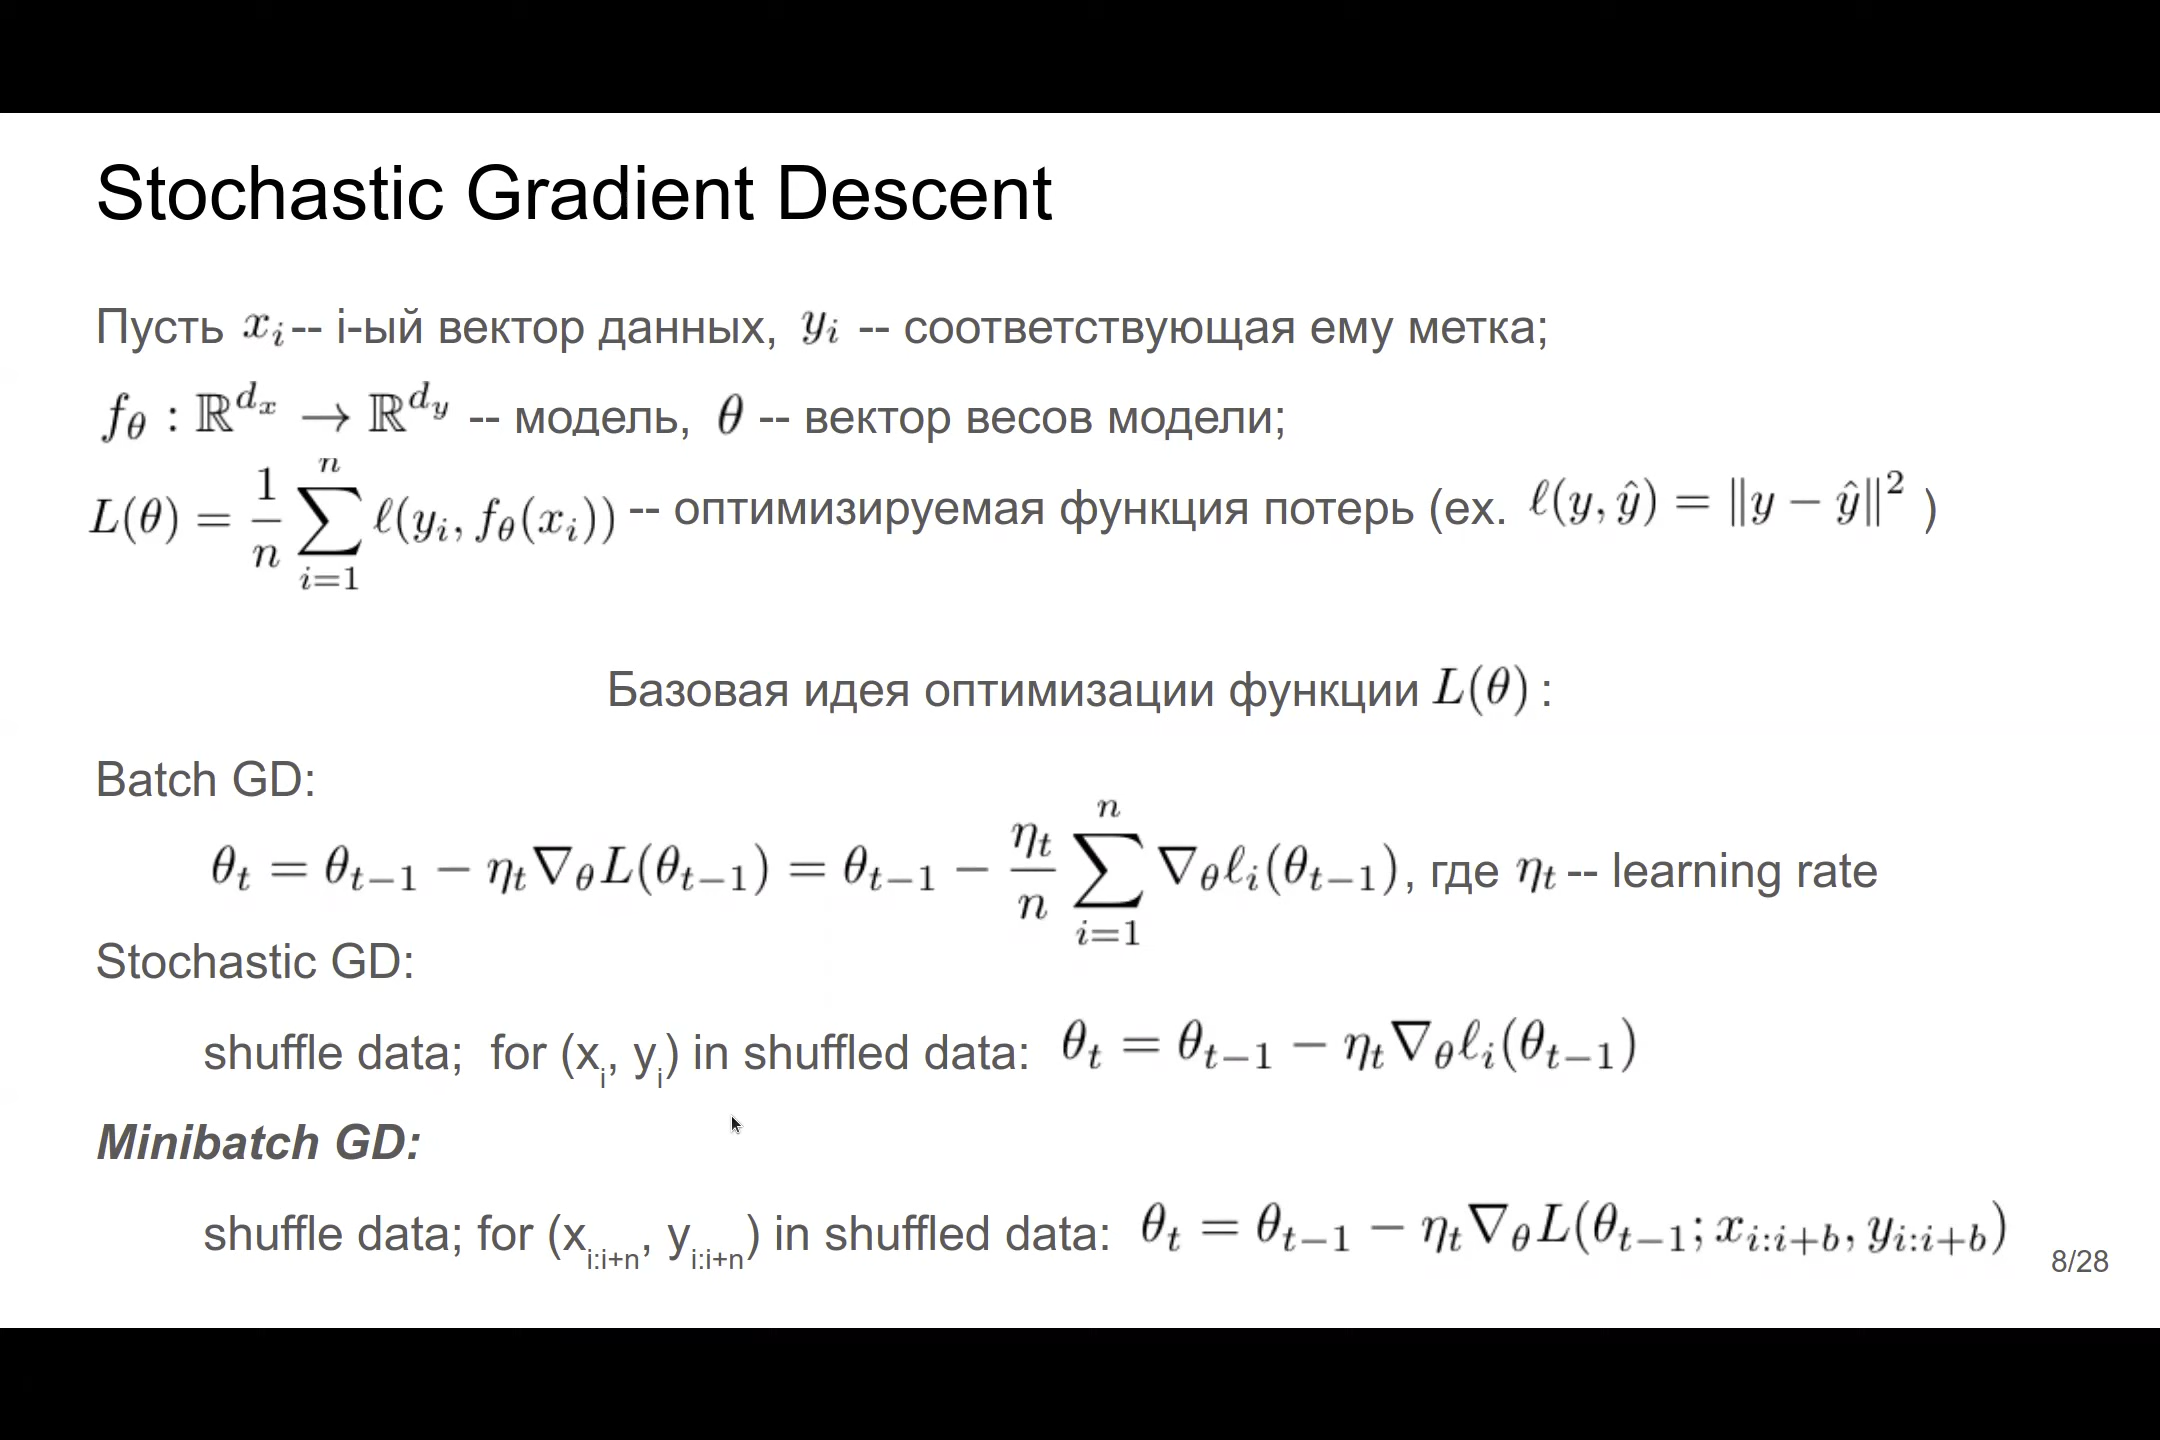 Stochastic Gradient Descent
Пусть x_i -- i-ый вектор данных, y_i -- соответствующая ему метка;
f_θ : ℝ^{d_x} → ℝ^{d_y} -- модель, θ -- вектор весов модели;
L(θ) = \frac{1}{n} \sum_{i=1}^{n} ℓ(y_i, f_θ(x_i)) -- оптимизируемая функция потерь (ex. ℓ(y, ŷ) = ‖y − ŷ‖² )
Базовая идея оптимизации функции L(θ) :
Batch GD:
θ_t = θ_{t−1} − η_t ∇_θ L(θ_{t−1}) = θ_{t−1} − \frac{η_t}{n} \sum_{i=1}^{n} ∇_θ ℓ_i(θ_{t−1}), где η_t -- learning rate
Stochastic GD:
shuffle data; for (x_i, y_i) in shuffled data: θ_t = θ_{t−1} − η_t ∇_θ ℓ_i(θ_{t−1})
Minibatch GD:
shuffle data; for (x_{i:i+n}, y_{i:i+n}) in shuffled data: θ_t = θ_{t−1} − η_t ∇_θ L(θ_{t−1}; x_{i:i+b}, y_{i:i+b})
8/28